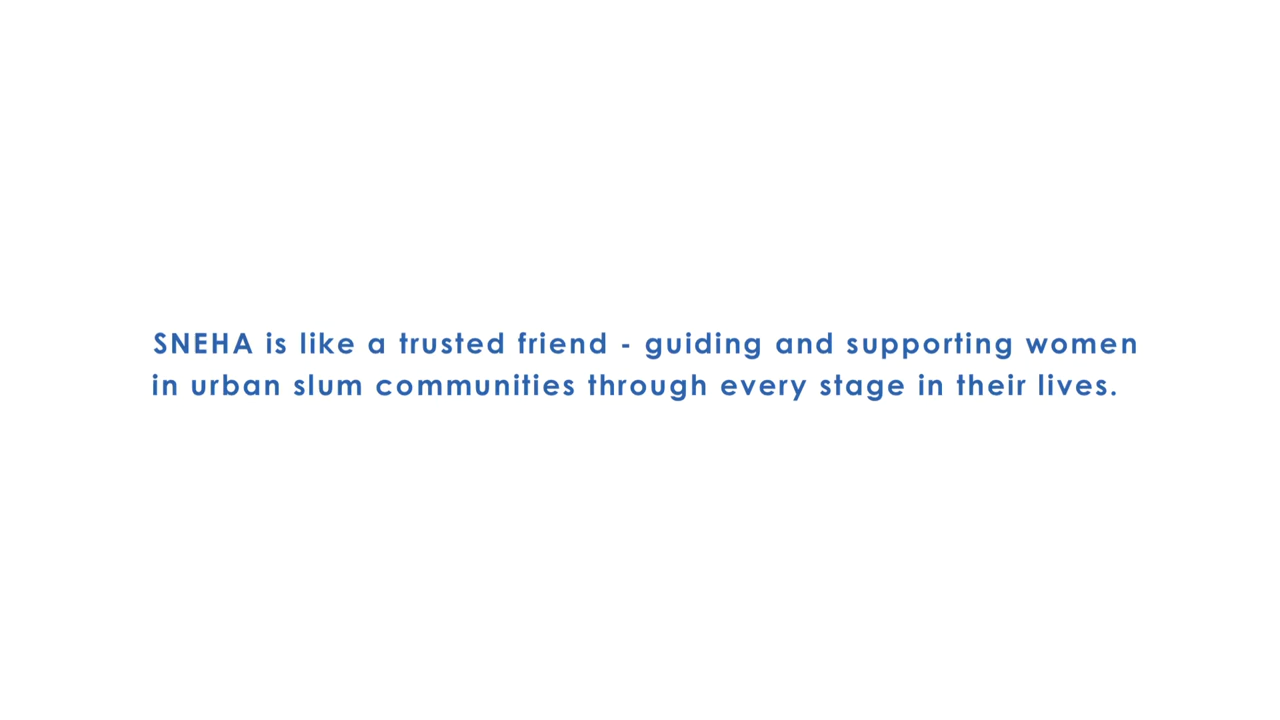 SNEHA is like a trusted friend - guiding and supporting women
in urban slum communities through every stage in their lives.